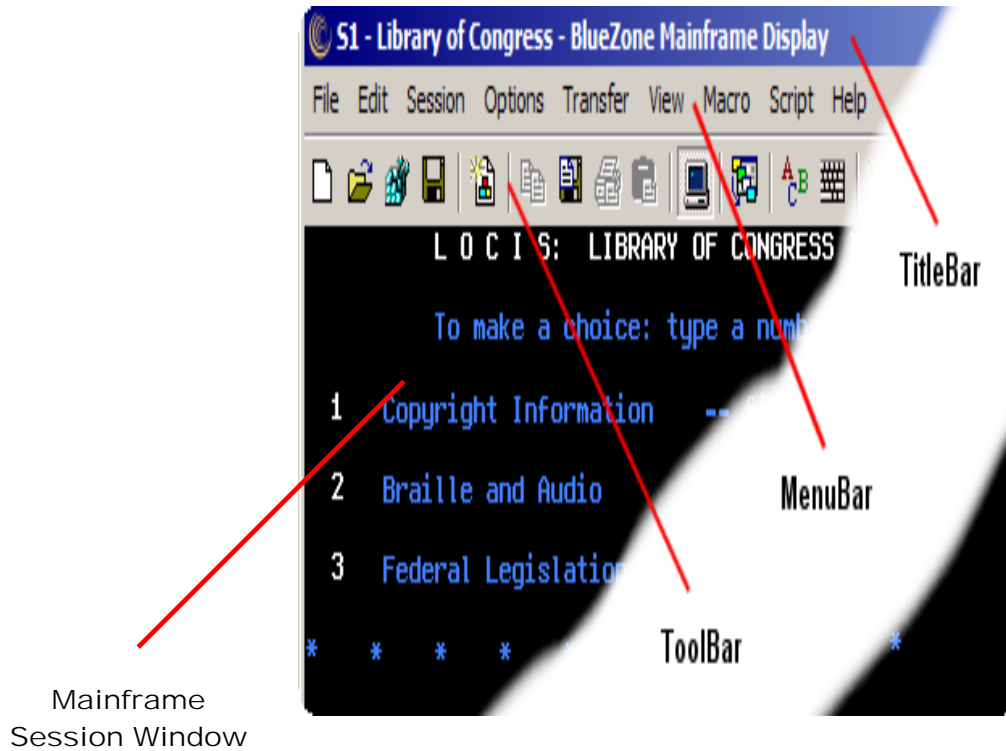 S1 - Library of Congress - BlueZone Mainframe Display
File Edit Session Options Transfer View Macro Script Help
A B C
L O C I S: LIBRARY OF CONGRESS
TitleBar
To make a choice: type a
1 Copyright Information --
2 Braille and Audio
MenuBar
3 Federal
* * * * *
ToolBar
Mainframe
Session Window